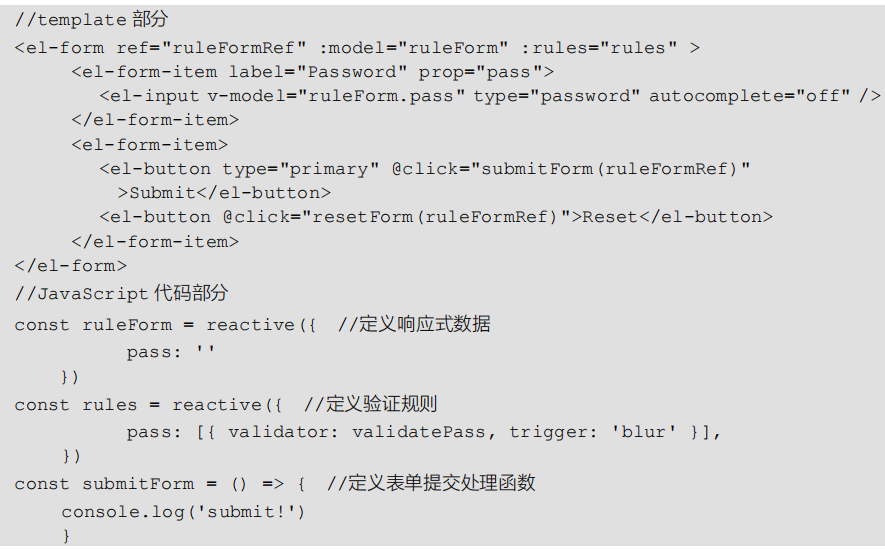 //template 部分
<el-form ref="ruleFormRef" :model="ruleForm" :rules="rules" >
<el-form-item label="Password" prop="pass">
<el-input v-model="ruleForm.pass" type="password" autocomplete="off" />
</el-form-item>
<el-form-item>
<el-button type="primary" @click="submitForm(ruleFormRef)"
>Submit</el-button>
<el-button @click="resetForm(ruleFormRef)">Reset</el-button>
</el-form-item>
</el-form>
//JavaScript 代码部分
const ruleForm = reactive({ //定义响应式数据
pass: ''
})
const rules = reactive({ //定义验证规则
pass: [{ validator: validatePass, trigger: 'blur' }],
})
const submitForm = () => { //定义表单提交处理函数
console.log('submit!')
}